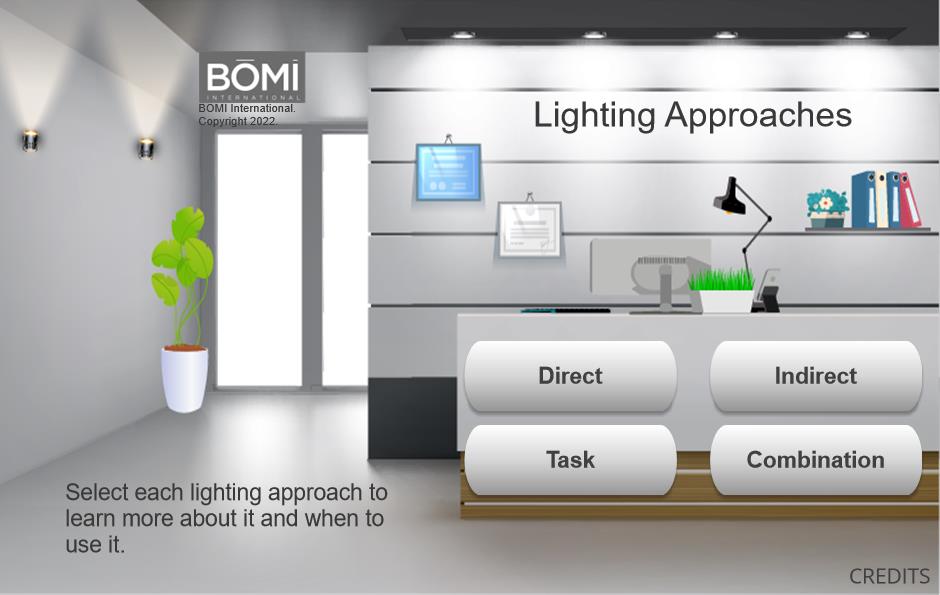 BŌMI
INTERNATIONAL
BOMI International.
Copyright 2022.
Lighting Approaches
Direct
Indirect
Task
Combination
Select each lighting approach to
learn more about it and when to
use it.
CREDITS